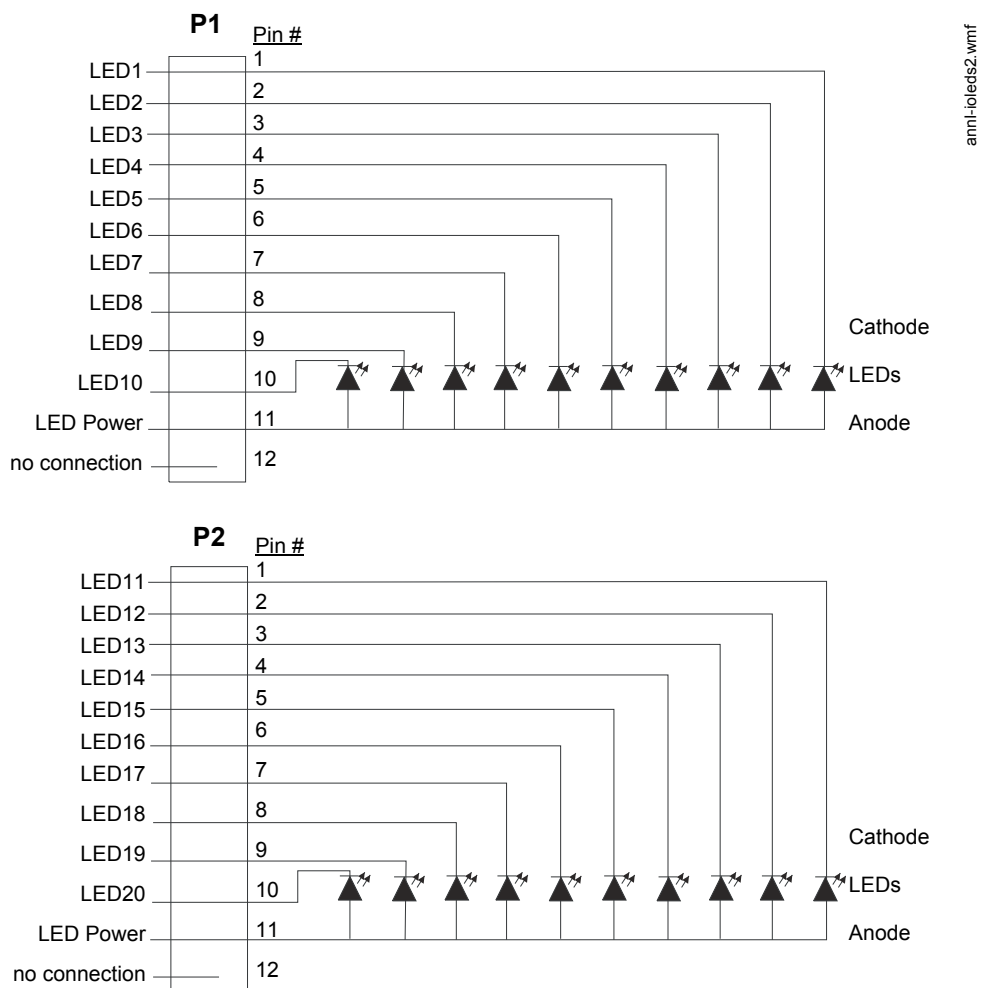 P1
Pin #
LED1 1
LED2 2
LED3 3
LED4 4
LED5 5
LED6 6
LED7 7
LED8 8
LED9 9
LED10 10
LED Power 11
no connection 12
Cathode
LEDs
Anode
annl-ioleds2.wmf
P2
Pin #
LED11 1
LED12 2
LED13 3
LED14 4
LED15 5
LED16 6
LED17 7
LED18 8
LED19 9
LED20 10
LED Power 11
no connection 12
Cathode
LEDs
Anode